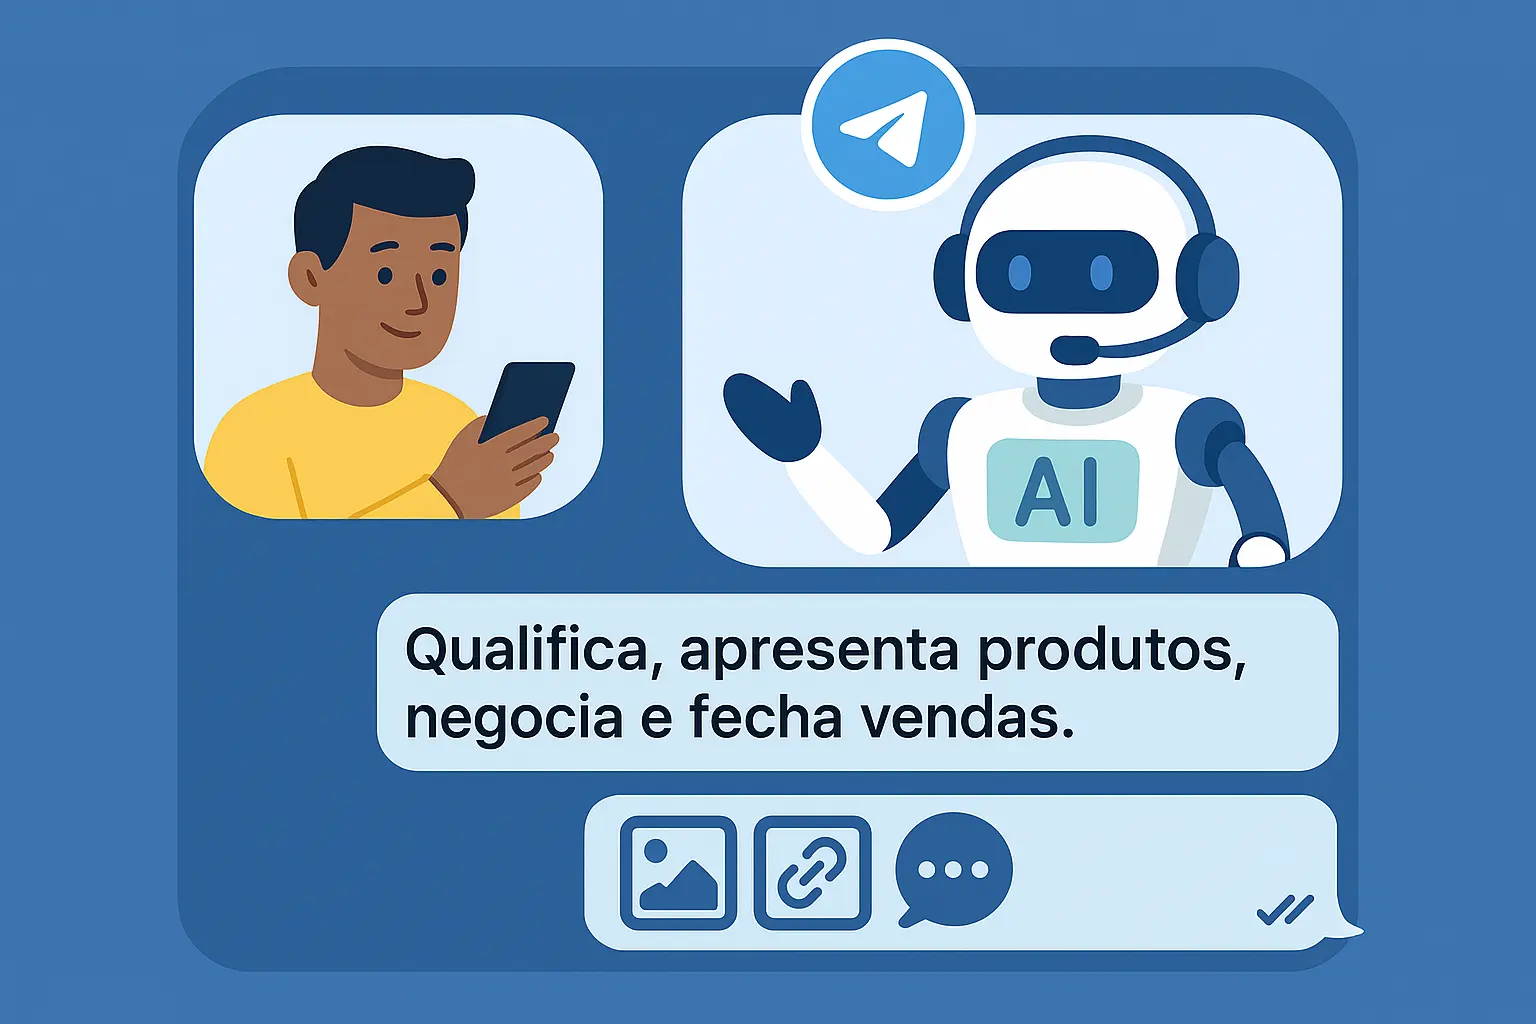 AI
Qualifica, apresenta produtos,
negocia e fecha vendas.